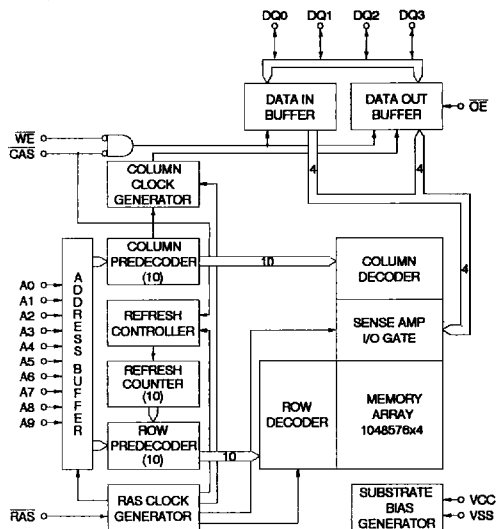 DQ0 DQ1 DQ2 DQ3
DATA IN
BUFFER
DATA OUT
BUFFER
OE
WE
CAS
4
4
COLUMN
CLOCK
GENERATOR
COLUMN
PREDECODER
(10)
10
COLUMN
DECODER
4
A0
A1
A2
A3
A4
A5
A6
A7
A8
A9
ADDRESS BUFFER
REFRESH
CONTROLLER
SENSE AMP
I/O GATE
REFRESH
COUNTER
(10)
ROW
PREDECODER
(10)
10
ROW
DECODER
MEMORY
ARRAY
1048576x4
RAS
RAS CLOCK
GENERATOR
SUBSTRATE
BIAS
GENERATOR
VCC
VSS